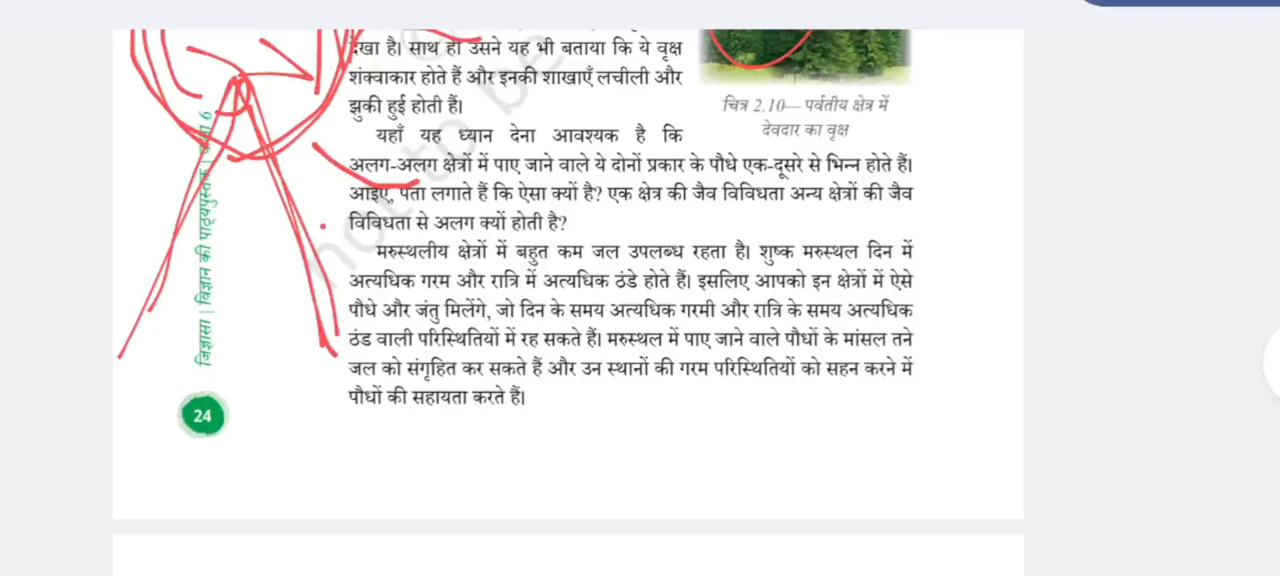 देखा है। साथ ही उसने यह भी बताया कि ये वृक्ष
शंक्वाकार होते हैं और इनकी शाखाएँ लचीली और
झुकी हुई होती हैं।
चित्र 2.10— पर्वतीय क्षेत्र में
देवदार का वृक्ष
यहाँ यह ध्यान देना आवश्यक है कि
अलग-अलग क्षेत्रों में पाए जाने वाले ये दोनों प्रकार के पौधे एक-दूसरे से भिन्न होते हैं।
आइए, पता लगाते हैं कि ऐसा क्यों है? एक क्षेत्र की जैव विविधता अन्य क्षेत्रों की जैव
विविधता से अलग क्यों होती है?
मरुस्थलीय क्षेत्रों में बहुत कम जल उपलब्ध रहता है। शुष्क मरुस्थल दिन में
अत्यधिक गरम और रात्रि में अत्यधिक ठंडे होते हैं। इसलिए आपको इन क्षेत्रों में ऐसे
पौधे और जंतु मिलेंगे, जो दिन के समय अत्यधिक गरमी और रात्रि के समय अत्यधिक
ठंड वाली परिस्थितियों में रह सकते हैं। मरुस्थल में पाए जाने वाले पौधों के मांसल तने
जल को संगृहित कर सकते हैं और उन स्थानों की गरम परिस्थितियों को सहन करने में
पौधों की सहायता करते हैं।
जिज्ञासा | विज्ञान की पाठ्यपुस्तक | कक्षा 6
24
not to be